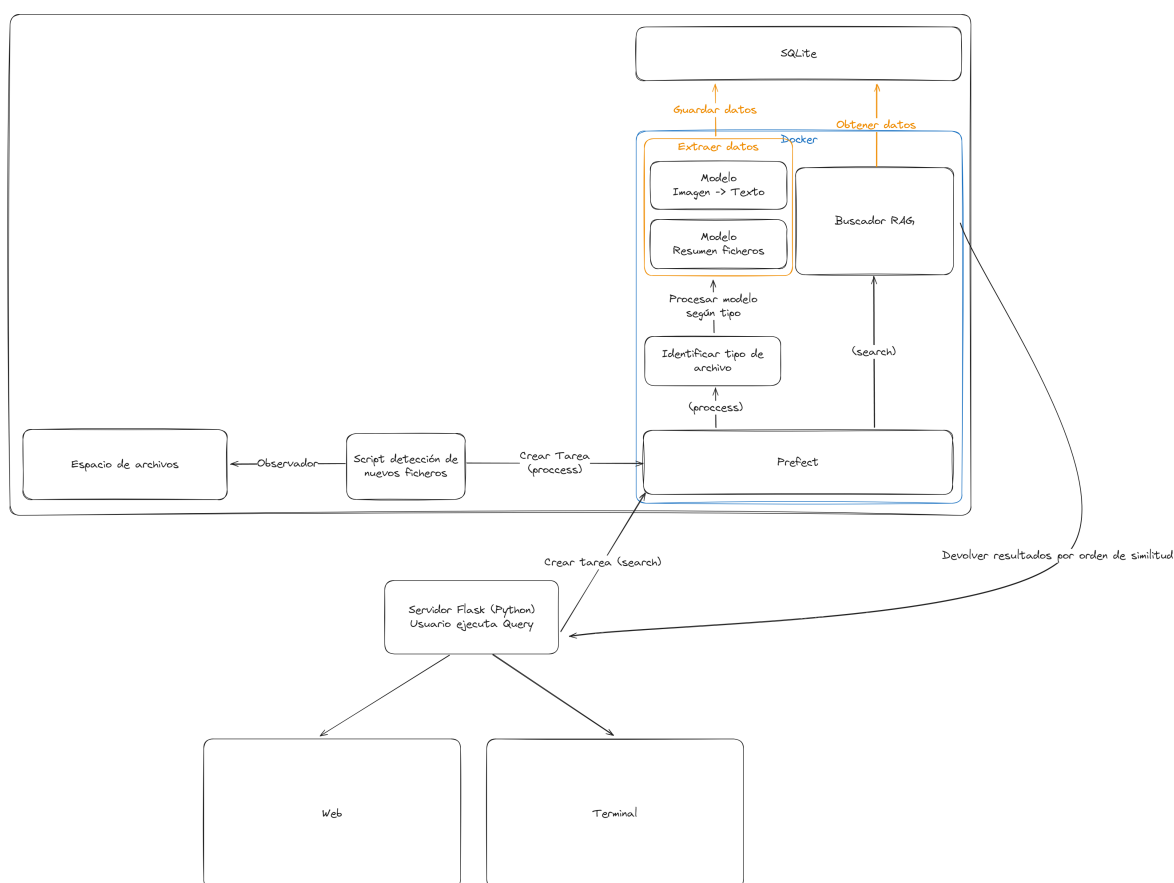 SQLite
Guardar datos
Obtener datos
Docker
Extraer datos
Modelo
Imagen -> Texto
Modelo
Resumen ficheros
Buscador RAG
Procesar modelo
según tipo
Identificar tipo de
archivo
(search)
(proccess)
Espacio de archivos
Observador
Script detección de
nuevos ficheros
Crear Tarea
(proccess)
Prefect
Crear tarea (search)
Devolver resultados por orden de similitud
Servidor Flask (Python)
Usuario ejecuta Query
Web
Terminal